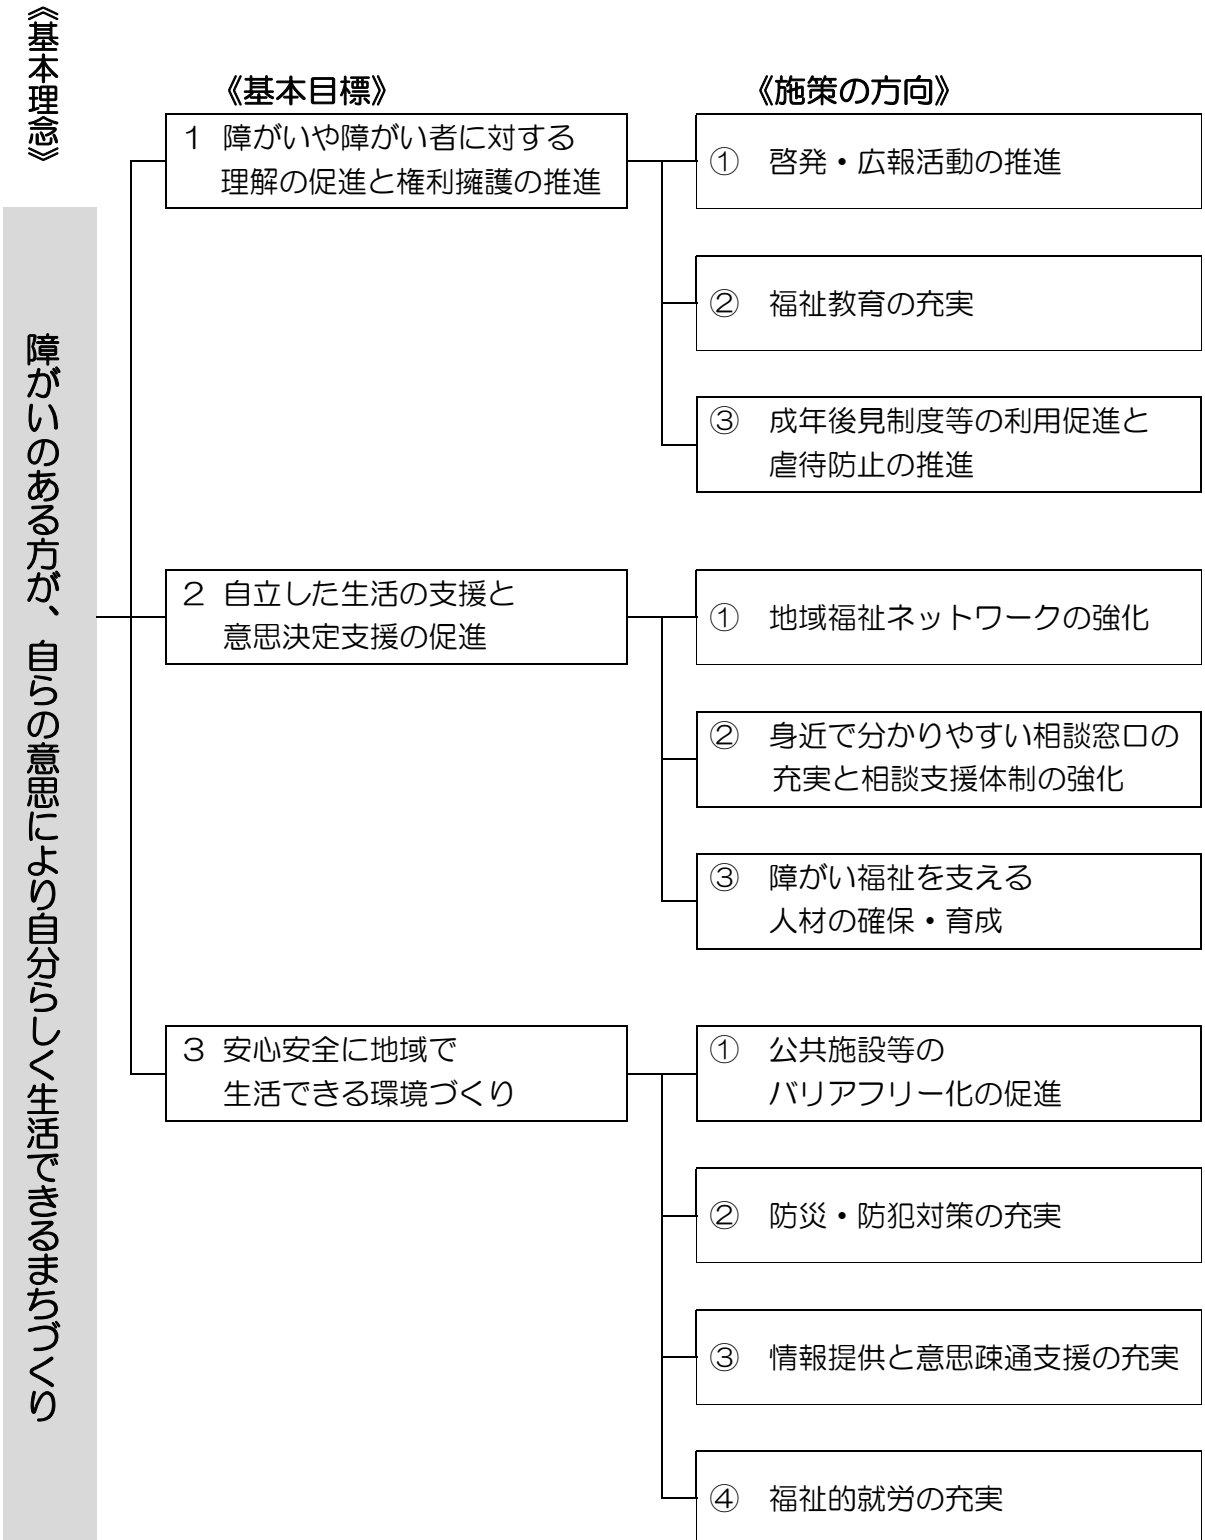 《基本理念》
障がいのある方が、自らの意思により自分らしく生活できるまちづくり
《基本目標》
《施策の方向》
1 障がいや障がい者に対する
理解の促進と権利擁護の推進
① 啓発・広報活動の推進
② 福祉教育の充実
③ 成年後見制度等の利用促進と
虐待防止の推進
2 自立した生活の支援と
意思決定支援の促進
① 地域福祉ネットワークの強化
② 身近で分かりやすい相談窓口の
充実と相談支援体制の強化
③ 障がい福祉を支える
人材の確保・育成
3 安心安全に地域で
生活できる環境づくり
① 公共施設等の
バリアフリー化の促進
② 防災・防犯対策の充実
③ 情報提供と意思疎通支援の充実
④ 福祉的就労の充実